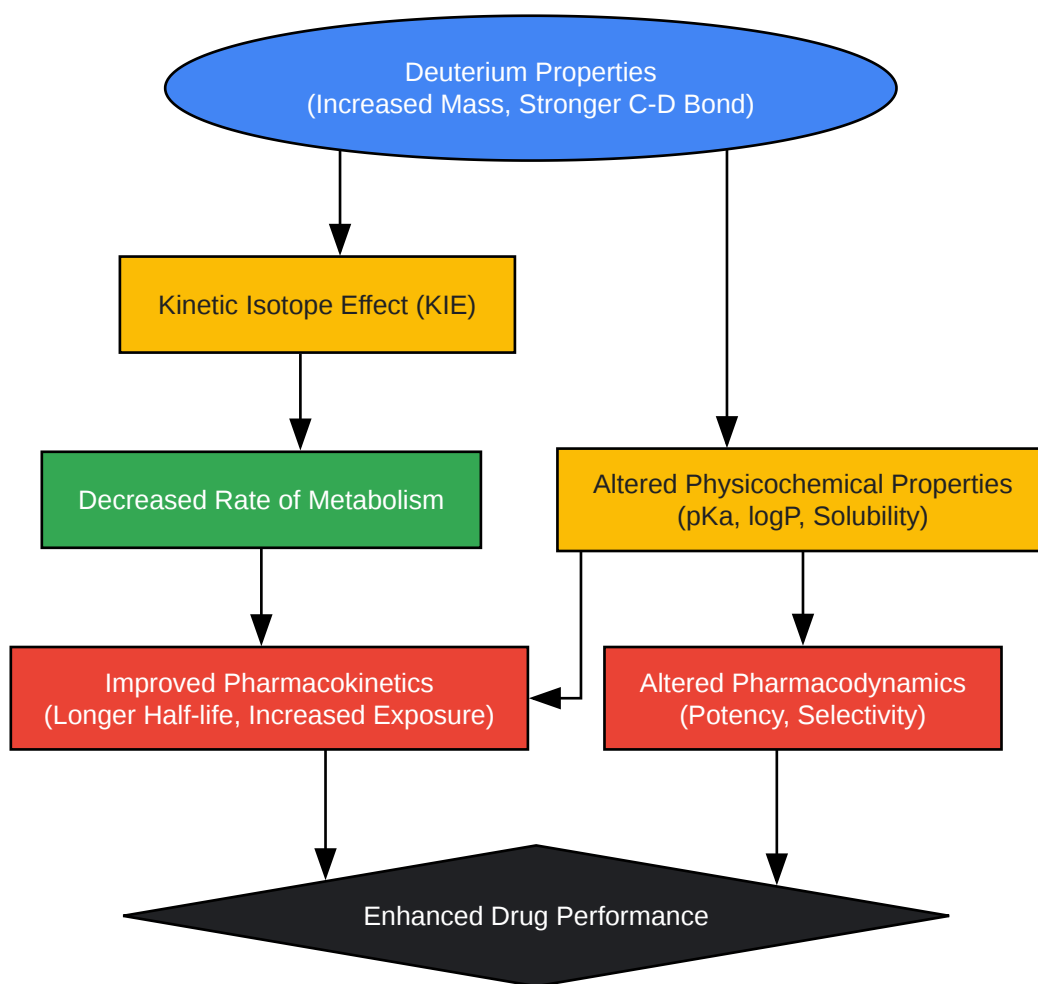 Deuterium Properties
(Increased Mass, Stronger C-D Bond)
Kinetic Isotope Effect (KIE)
Decreased Rate of Metabolism
Altered Physicochemical Properties
(pKa, logP, Solubility)
Improved Pharmacokinetics
(Longer Half-life, Increased Exposure)
Altered Pharmacodynamics
(Potency, Selectivity)
Enhanced Drug Performance